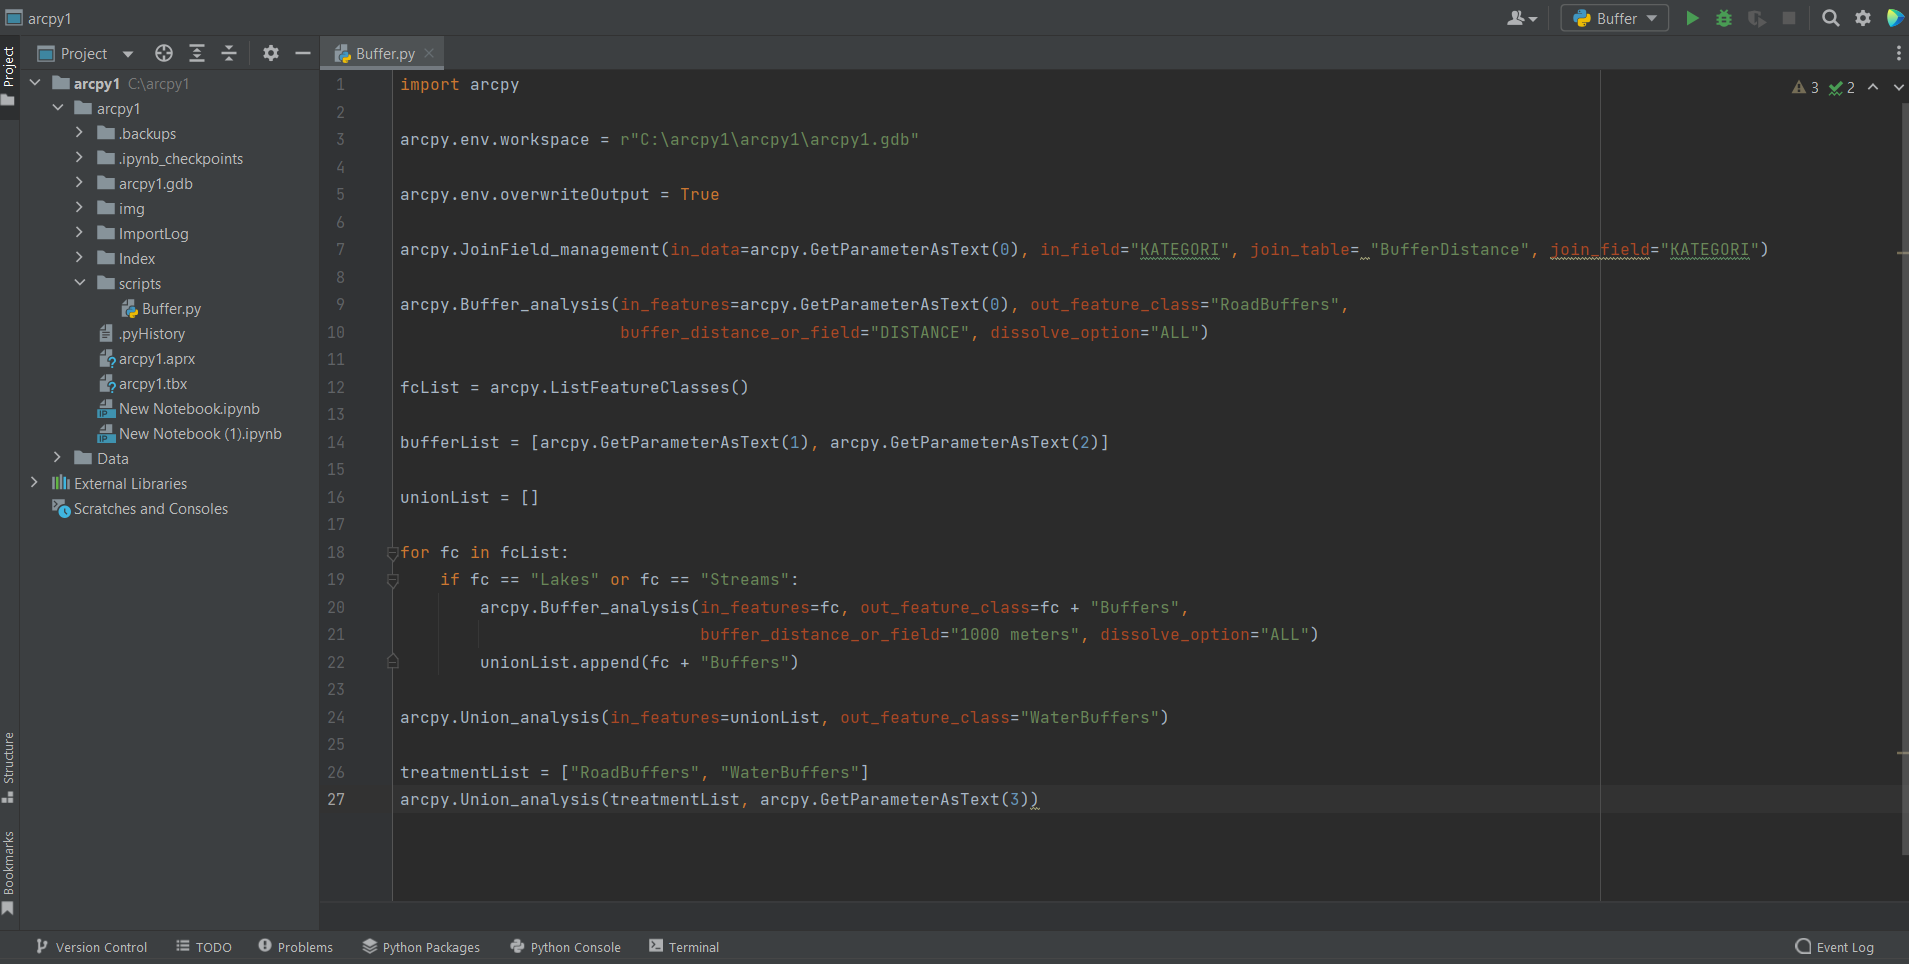 arcpy1
Buffer
Project
Project
Buffer.py
arcpy1 C:\arcpy1
arcpy1
.backups
.ipynb_checkpoints
arcpy1.gdb
img
ImportLog
Index
scripts
Buffer.py
.pyHistory
arcpy1.aprx
arcpy1.tbx
New Notebook.ipynb
New Notebook (1).ipynb
Data
External Libraries
Scratches and Consoles
3 2
1 import arcpy
2
3 arcpy.env.workspace = r"C:\arcpy1\arcpy1\arcpy1.gdb"
4
5 arcpy.env.overwriteOutput = True
6
7 arcpy.JoinField_management(in_data=arcpy.GetParameterAsText(0), in_field="KATEGORI", join_table= "BufferDistance", join_field="KATEGORI")
8
9 arcpy.Buffer_analysis(in_features=arcpy.GetParameterAsText(0), out_feature_class="RoadBuffers",
10 buffer_distance_or_field="DISTANCE", dissolve_option="ALL")
11
12 fcList = arcpy.ListFeatureClasses()
13
14 bufferList = [arcpy.GetParameterAsText(1), arcpy.GetParameterAsText(2)]
15
16 unionList = []
17
18 for fc in fcList:
19 if fc == "Lakes" or fc == "Streams":
20 arcpy.Buffer_analysis(in_features=fc, out_feature_class=fc + "Buffers",
21 buffer_distance_or_field="1000 meters", dissolve_option="ALL")
22 unionList.append(fc + "Buffers")
23
24 arcpy.Union_analysis(in_features=unionList, out_feature_class="WaterBuffers")
25
26 treatmentList = ["RoadBuffers", "WaterBuffers"]
27 arcpy.Union_analysis(treatmentList, arcpy.GetParameterAsText(3))
Structure
Bookmarks
Version Control
TODO
Problems
Python Packages
Python Console
Terminal
Event Log